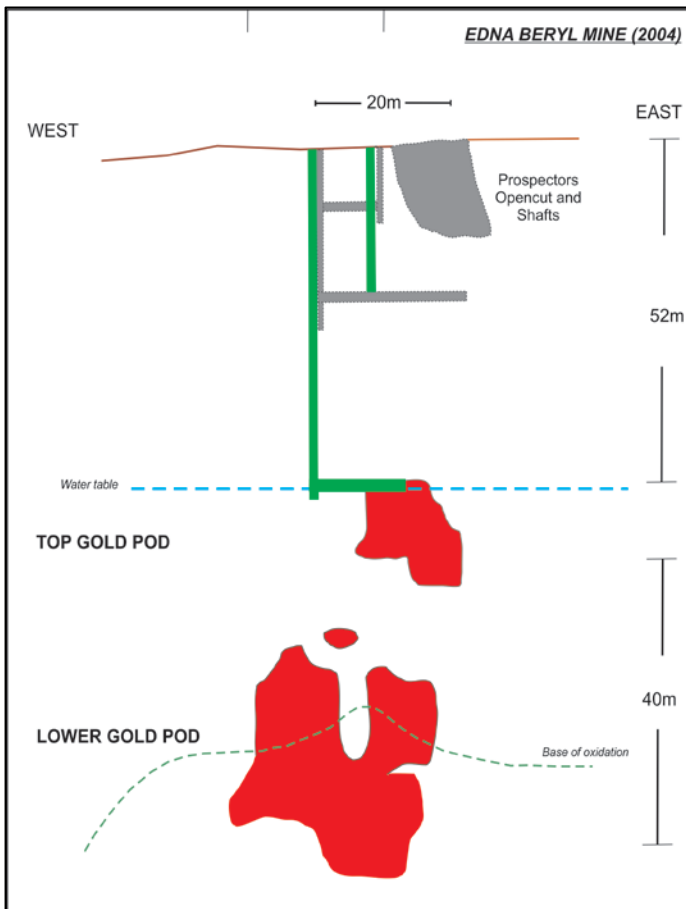 EDNA BERYL MINE (2004)
20m
WEST
EAST
Prospectors
Opencut and
Shafts
52m
Water table
TOP GOLD POD
40m
LOWER GOLD POD
Base of oxidation